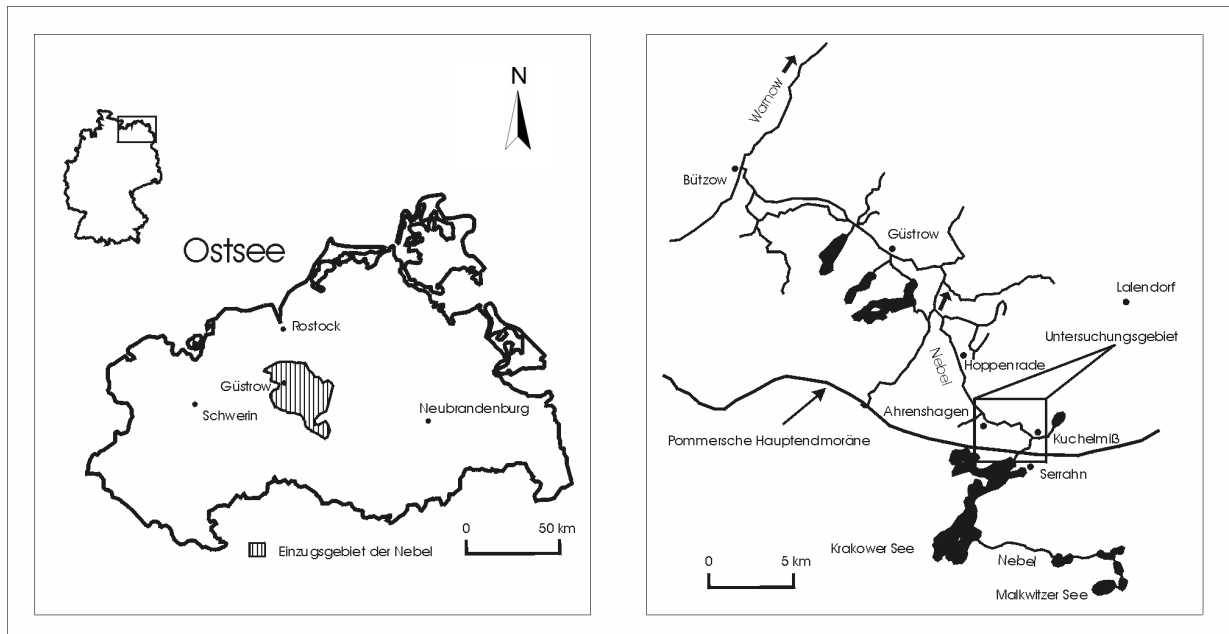 N
Ostsee
Rostock
Güstrow
Schwerin
Neubrandenburg
0 50 km
Einzugsgebiet der Nebel
Warnow
Bützow
Güstrow
Lalendorf
Untersuchungsgebiet
Hoppenrade
Nebel
Ahrenshagen
Pommersche Hauptendmoräne
Kuchelmiß
Serrahn
Krakower See
Nebel
0 5 km
Malkwitzer See